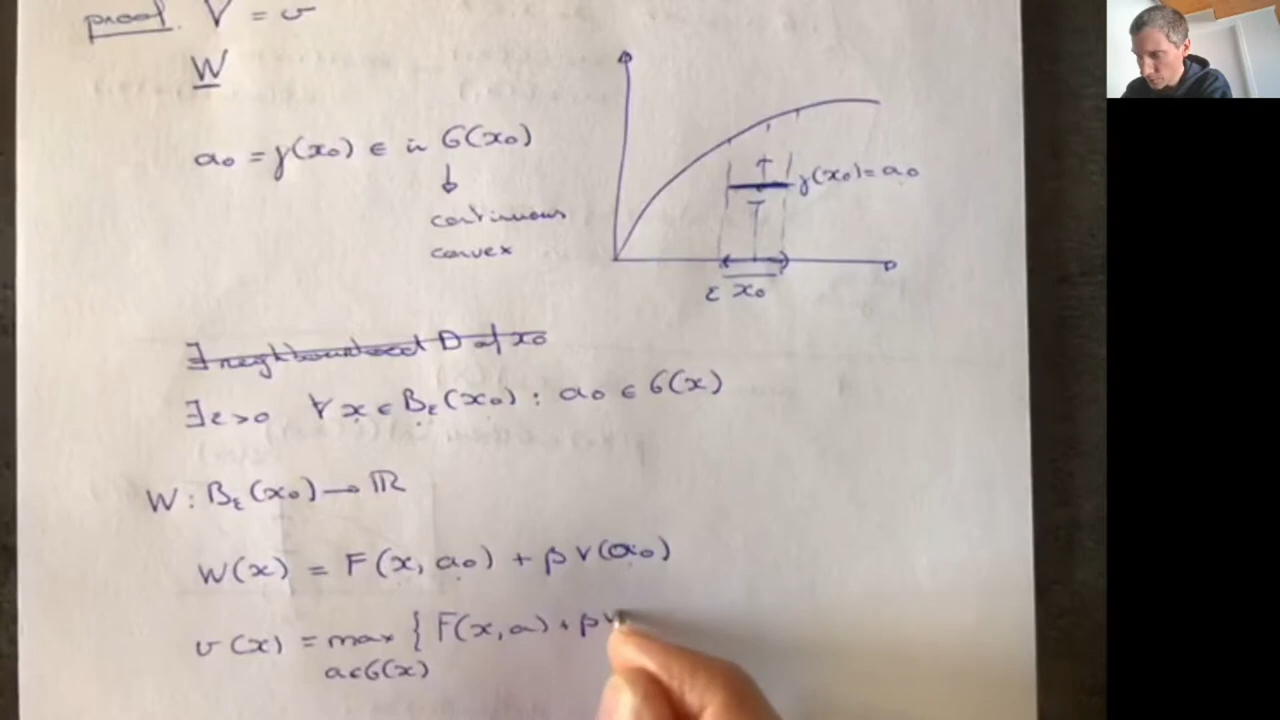 proof. V = v
W
a₀ = γ(x₀) ∈ in G(x₀)
continuous
convex
γ(x₀) = a₀
ε x₀
∃ neighbourhood D of x₀
∃ε>0 ∀x∈B_ε(x₀) : a₀ ∈ G(x)
W : B_ε(x₀) → ℝ
W(x) = F(x, a₀) + β v(a₀)
v(x) = max { F(x, a) + β v
a∈G(x)